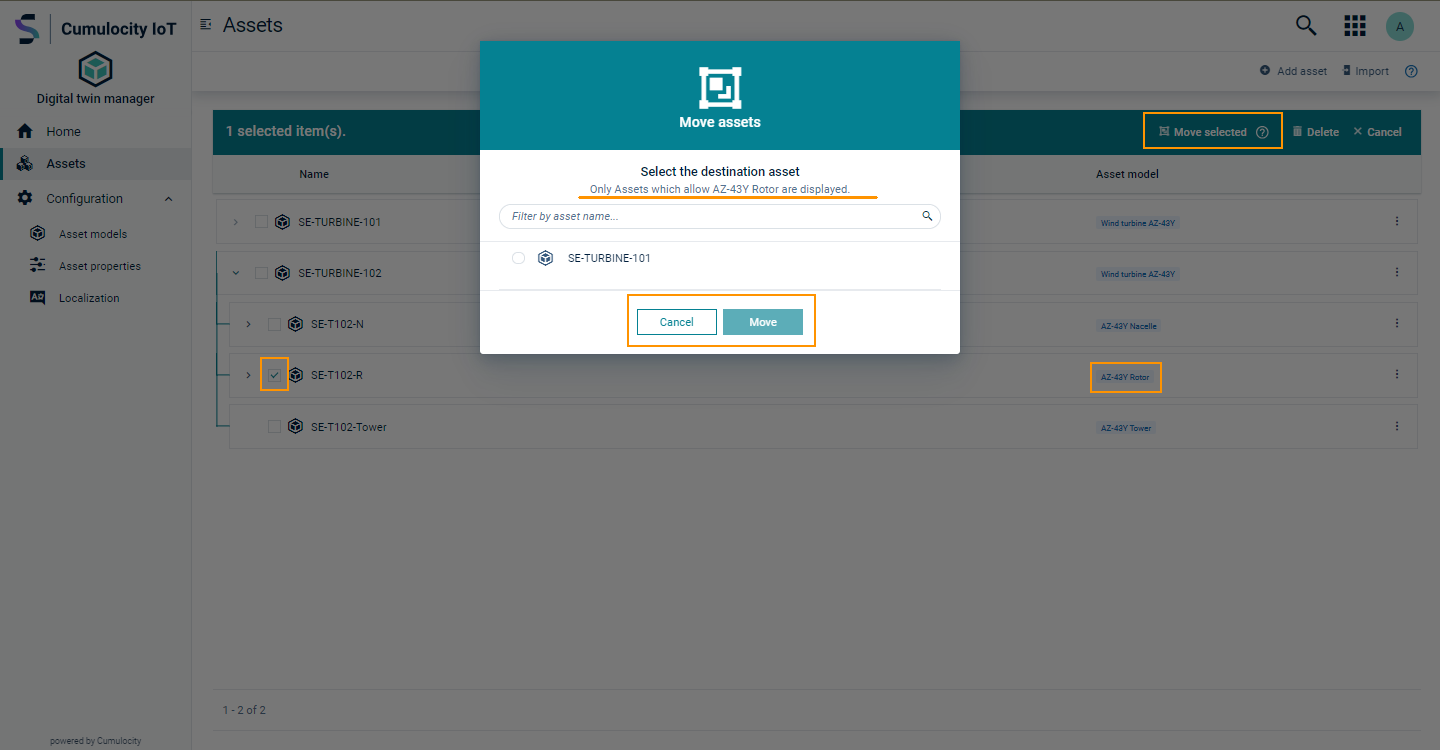 Cumulocity IoT
Digital twin manager
Home
Assets
Configuration
Asset models
Asset properties
Localization
powered by Cumulocity
Assets
A
Add asset
Import
1 selected item(s).
Move selected
Delete
Cancel
Name
Asset model
SE-TURBINE-101
Wind turbine AZ-43Y
SE-TURBINE-102
Wind turbine AZ-43Y
SE-T102-N
AZ-43Y Nacelle
SE-T102-R
AZ-43Y Rotor
SE-T102-Tower
AZ-43Y Tower
1 - 2 of 2
Move assets
Select the destination asset
Only Assets which allow AZ-43Y Rotor are displayed.
Filter by asset name...
SE-TURBINE-101
Cancel
Move